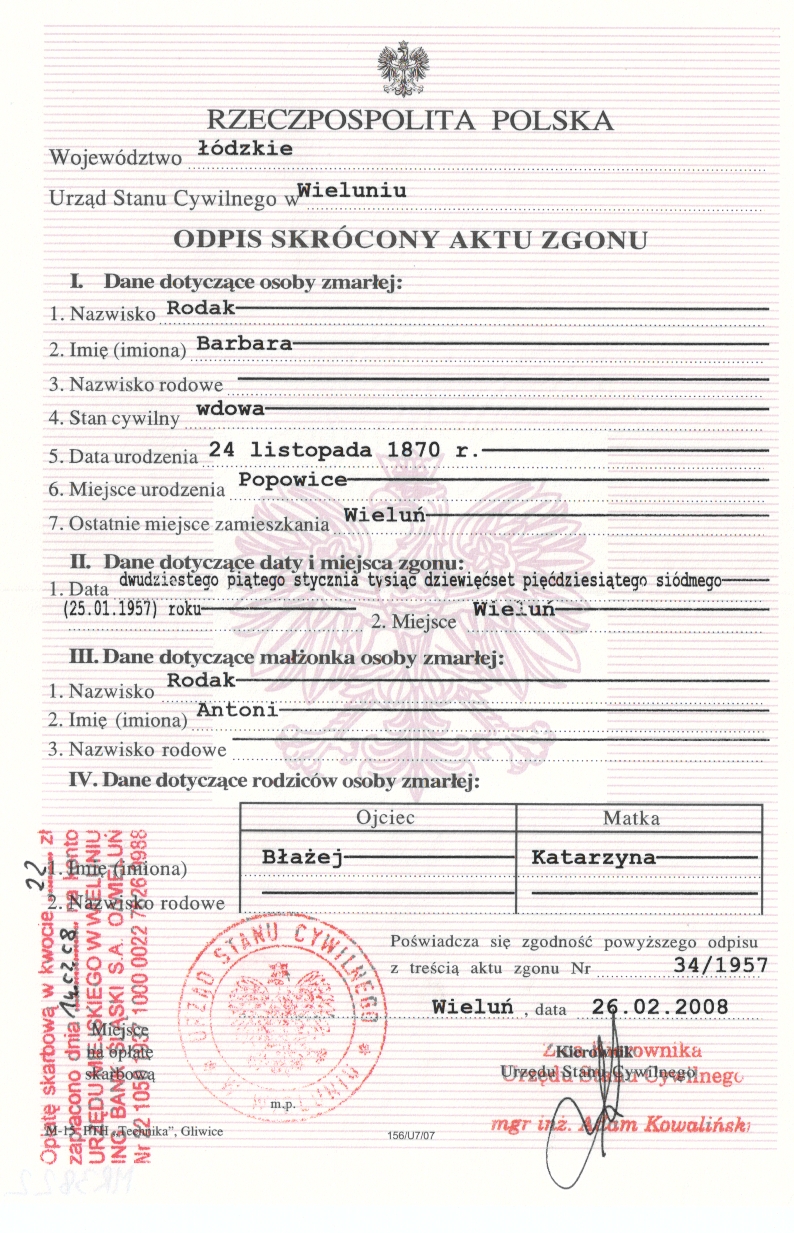 RZECZPOSPOLITA POLSKA
Województwo łódzkie
Urząd Stanu Cywilnego w Wieluniu
ODPIS SKRÓCONY AKTU ZGONU
I. Dane dotyczące osoby zmarłej:
1. Nazwisko Rodak
2. Imię (imiona) Barbara
3. Nazwisko rodowe
4. Stan cywilny wdowa
5. Data urodzenia 24 listopada 1870 r.
6. Miejsce urodzenia Popowice
7. Ostatnie miejsce zamieszkania Wieluń
II. Dane dotyczące daty i miejsca zgonu:
1. Data dwudziestego piątego stycznia tysiąc dziewięćset pięćdziesiątego siódmego
(25.01.1957) roku 2. Miejsce Wieluń
III. Dane dotyczące małżonka osoby zmarłej:
1. Nazwisko Rodak
2. Imię (imiona) Antoni
3. Nazwisko rodowe
IV. Dane dotyczące rodziców osoby zmarłej:
Ojciec Matka
1. Imię (imiona) Błażej Katarzyna
2. Nazwisko rodowe
Poświadcza się zgodność powyższego odpisu
z treścią aktu zgonu Nr 34/1957
Wieluń, data 26.02.2008
Kierownik
Urzędu Stanu Cywilnego
Z-ca Kierownika
Urzędu Stanu Cywilnego
mgr inż. Adam Kowaliński
Miejsce
na opłatę
skarbową
m.p.
M-15 PTH „Technika”, Gliwice
156/U7/07
URZĄD STANU CYWILNEGO
Opłatę skarbową w kwocie 22 zł
zapłacono dnia na konto
URZĘDU MIEJSKIEGO W WIELUNIU
ING BANK ŚLĄSKI S.A. O/WIELUŃ